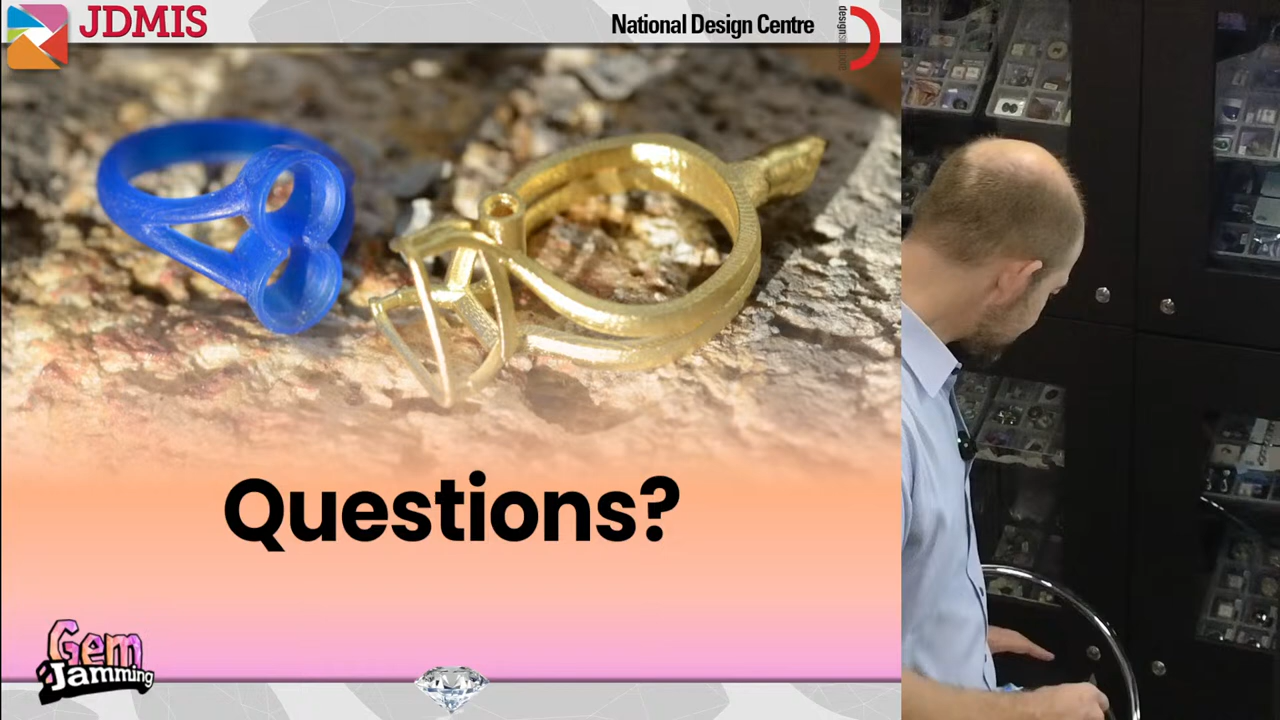 JDMIS
National Design Centre
Questions?
Gem
Jamming